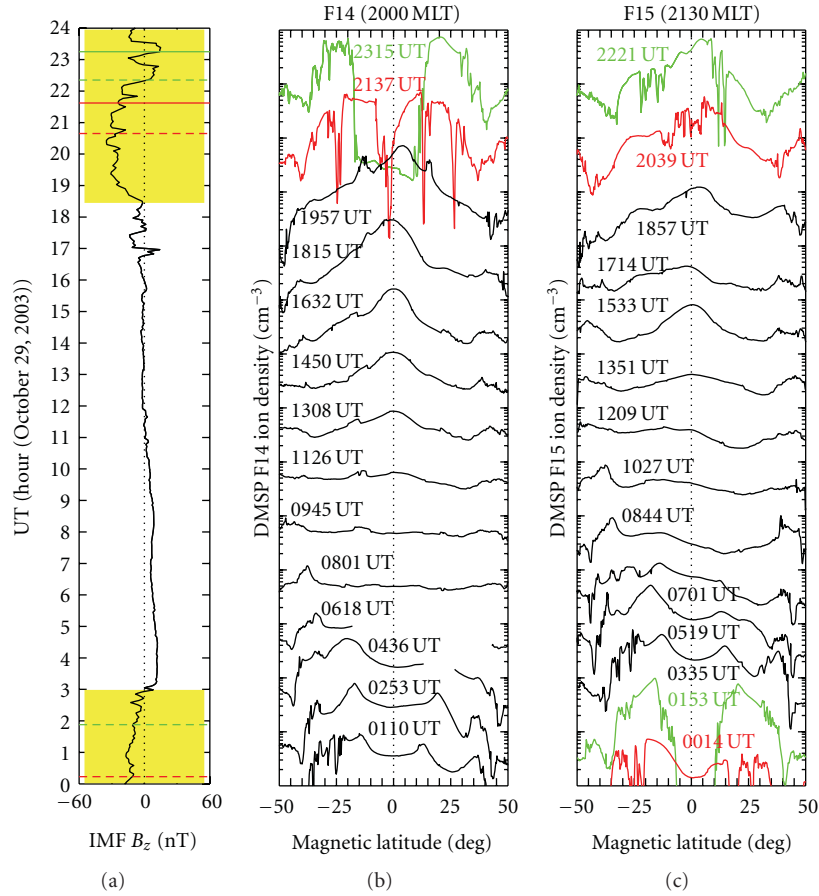 F14 (2000 MLT)
F15 (2130 MLT)
UT (hour (October 29, 2003))
24
23
22
21
20
19
18
17
16
15
14
13
12
11
10
9
8
7
6
5
4
3
2
1
0
−60
0
60
IMF Bz (nT)
(a)
DMSP F14 ion density (cm−3)
2315 UT
2137 UT
1957 UT
1815 UT
1632 UT
1450 UT
1308 UT
1126 UT
0945 UT
0801 UT
0618 UT
0436 UT
0253 UT
0110 UT
−50
−25
0
25
50
Magnetic latitude (deg)
(b)
DMSP F15 ion density (cm−3)
2221 UT
2039 UT
1857 UT
1714 UT
1533 UT
1351 UT
1209 UT
1027 UT
0844 UT
0701 UT
0519 UT
0335 UT
0153 UT
0014 UT
−50
−25
0
25
50
Magnetic latitude (deg)
(c)